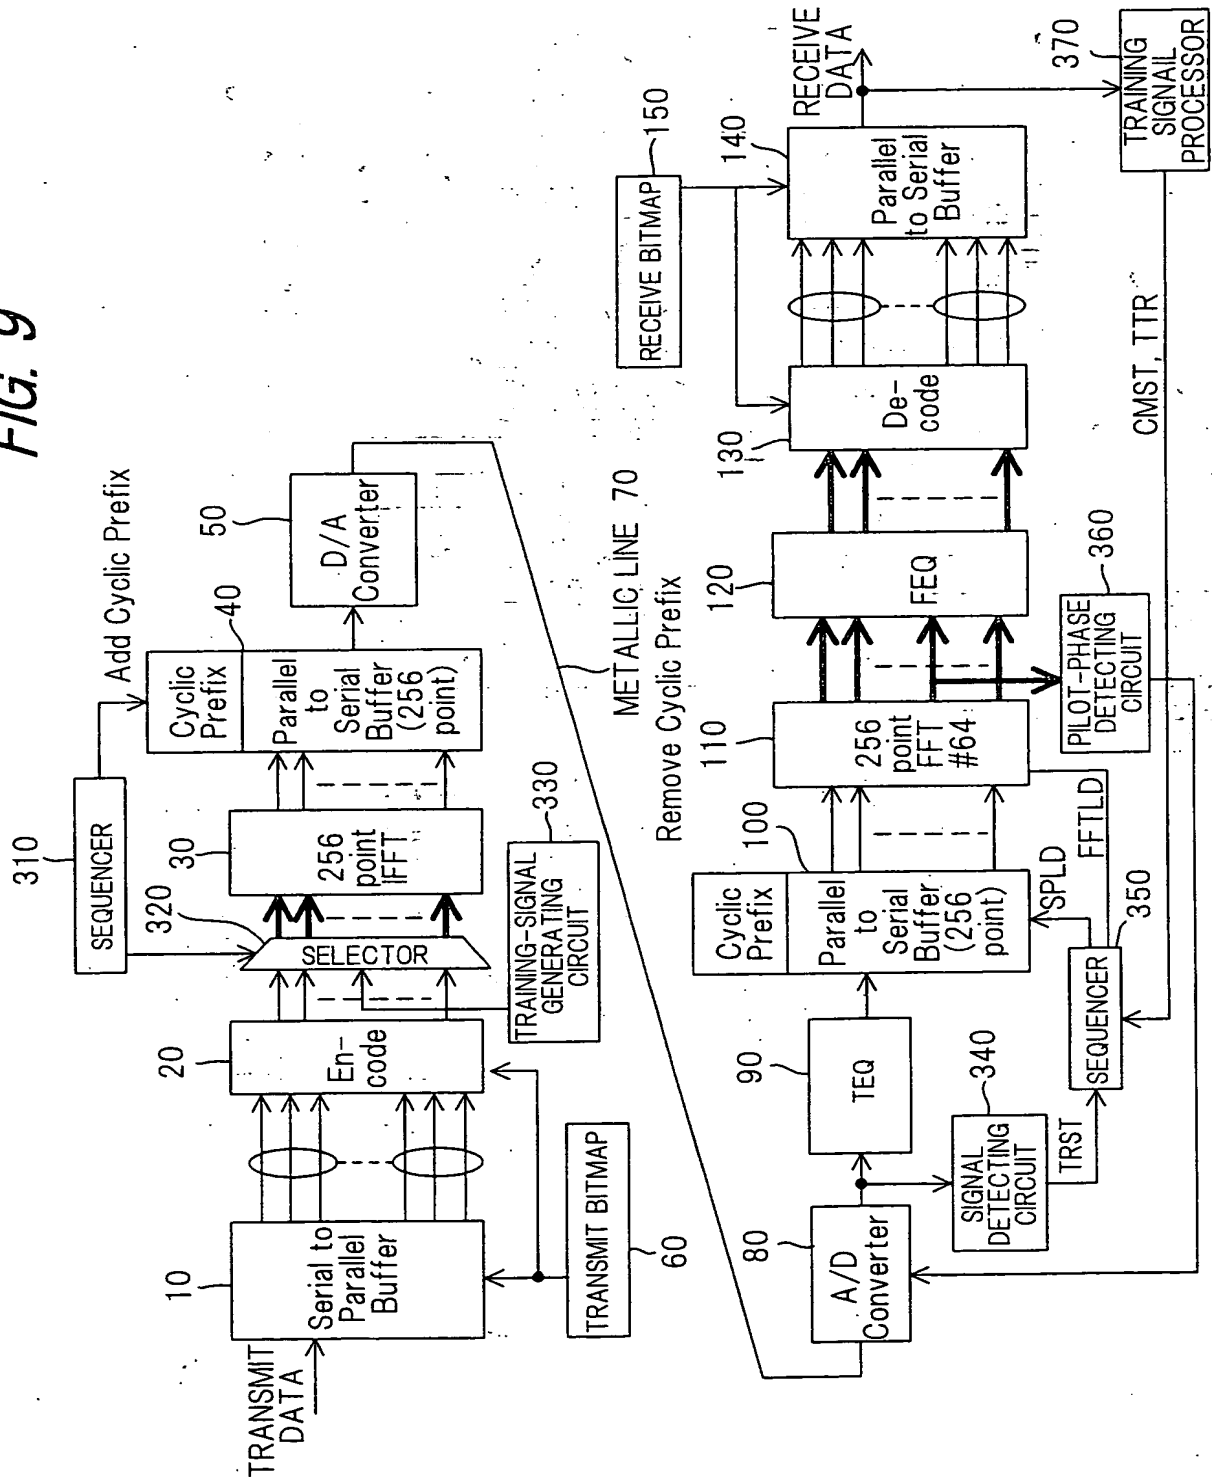 FIG. 9
TRANSMIT
DATA
10
Serial to
Parallel
Buffer
TRANSMIT BITMAP
60
20
En-
code
310
SEQUENCER
320
SELECTOR
TRAINING-SIGNAL
GENERATING
CIRCUIT
330
30
256
point
IFFT
Add Cyclic Prefix
Cyclic
Prefix
40
Parallel
to
Serial
Buffer
(256
point)
50
D/A
Converter
METALLIC LINE 70
80
A/D
Converter
SIGNAL
DETECTING
CIRCUIT
340
TRST
90
TEQ
SEQUENCER
350
SPLD
FFTLD
Remove Cyclic Prefix
Cyclic
Prefix
100
Parallel
to
Serial
Buffer
(256
point)
110
256
point
FFT
#64
120
FEQ
PILOT-PHASE
DETECTING
CIRCUIT
360
130
De-
code
RECEIVE BITMAP
150
140
Parallel
to Serial
Buffer
RECEIVE
DATA
CMST, TTR
TRAINING
SIGNAIL
PROCESSOR
370